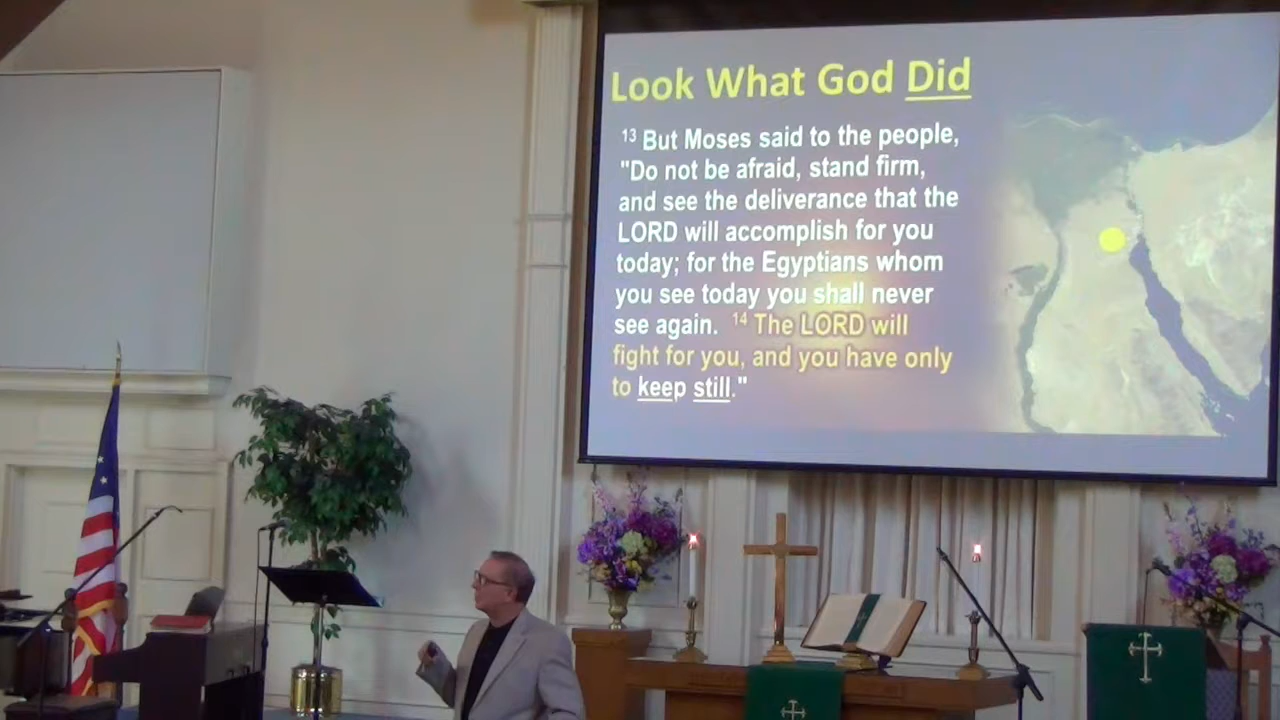 Look What God Did
13 But Moses said to the people,
"Do not be afraid, stand firm,
and see the deliverance that the
LORD will accomplish for you
today; for the Egyptians whom
you see today you shall never
see again. 14 The LORD will
fight for you, and you have only
to keep still."